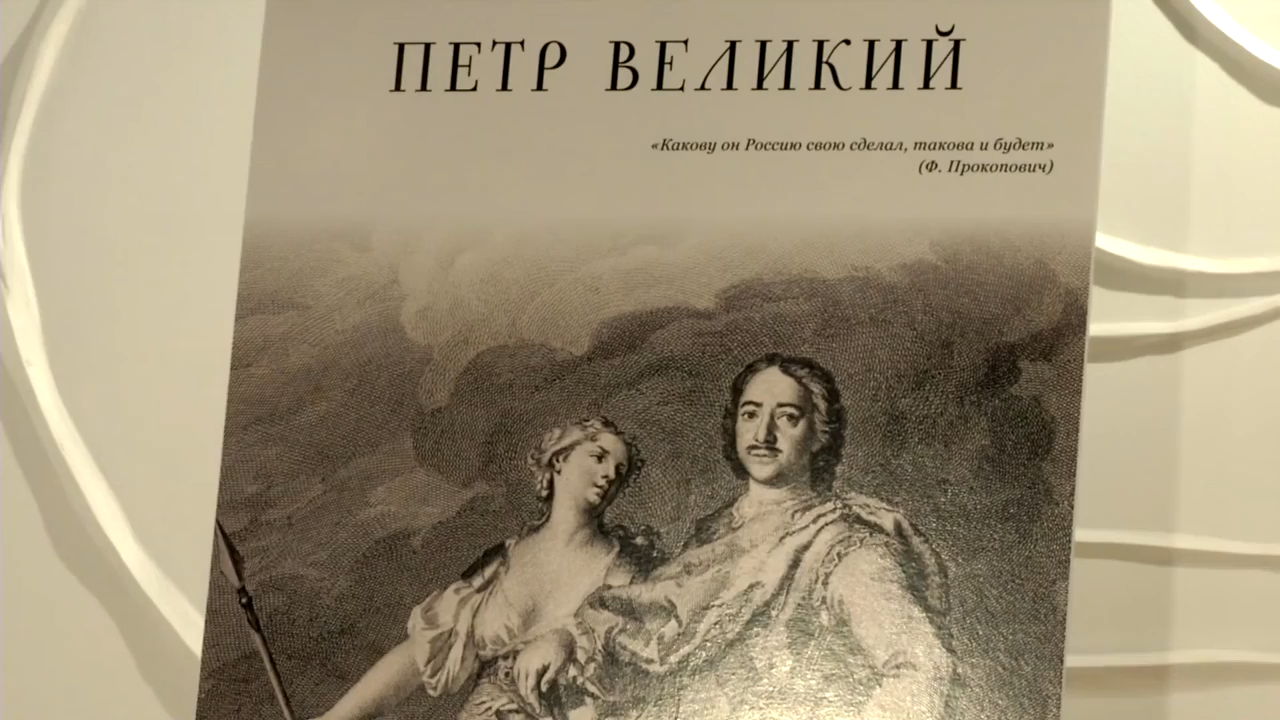 ПЕТР ВЕЛИКИЙ
«Какову он Россию свою сделал, такова и будет»
(Ф. Прокопович)